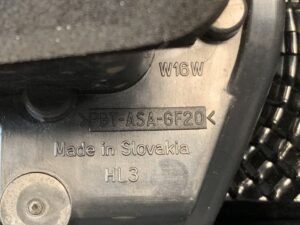 W16W
>PBT-ASA-GF20<
Made in Slovakia
HL3